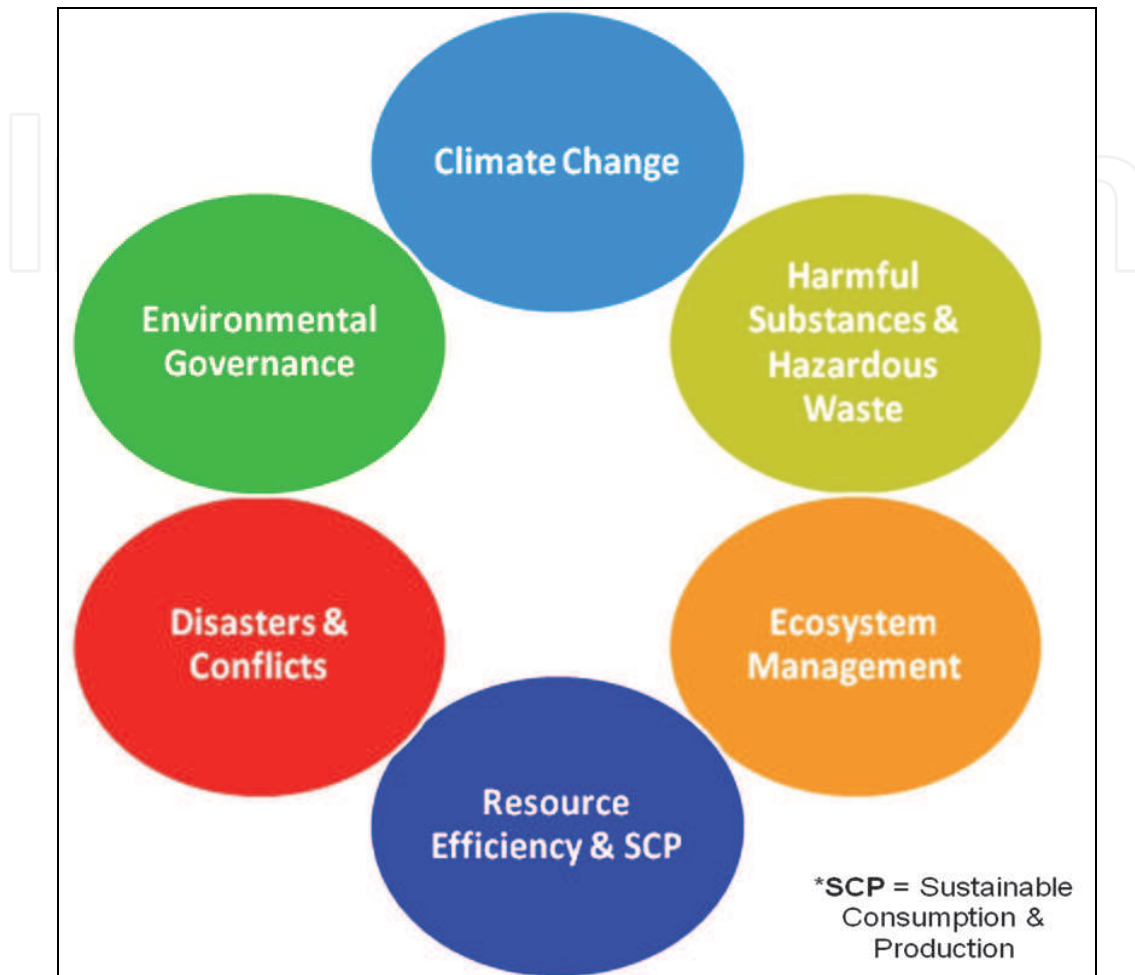 Climate Change
Harmful
Substances &
Hazardous
Waste
Environmental
Governance
Disasters &
Conflicts
Ecosystem
Management
Resource
Efficiency & SCP
*SCP = Sustainable
Consumption &
Production